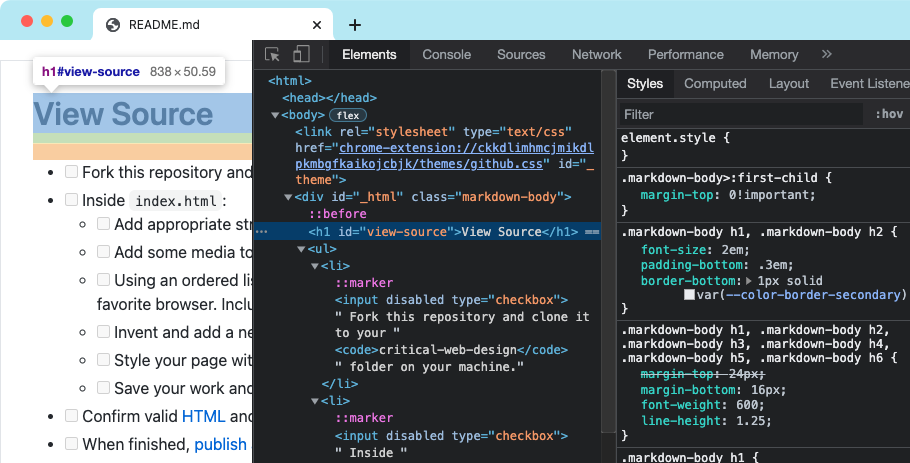 README.md
h1#view-source 838 × 50.59
View Source
Fork this repository and
Inside index.html :
Add appropriate str
Add some media to
Using an ordered lis
favorite browser. Inclu
Invent and add a ne
Style your page wit
Save your work and
Confirm valid HTML and
When finished, publish
Elements Console Sources Network Performance Memory »
<html>
<head></head>
<body> flex
<link rel="stylesheet" type="text/css"
href="chrome-extension://ckkdlimhmcjmikdl
pkmbgfkaikojcbjk/themes/github.css" id="_
theme">
<div id="_html" class="markdown-body">
::before
<h1 id="view-source">View Source</h1> ==
<ul>
<li>
::marker
<input disabled type="checkbox">
" Fork this repository and clone it
to your "
<code>critical-web-design</code>
" folder on your machine."
</li>
<li>
::marker
<input disabled type="checkbox">
" Inside "
Styles Computed Layout Event Listene
Filter :hov
element.style {
}
.markdown-body>:first-child {
margin-top: 0!important;
}
.markdown-body h1, .markdown-body h2 {
font-size: 2em;
padding-bottom: .3em;
border-bottom: 1px solid
var(--color-border-secondary)
}
.markdown-body h1, .markdown-body h2,
.markdown-body h3, .markdown-body h4,
.markdown-body h5, .markdown-body h6 {
margin-top: 24px;
margin-bottom: 16px;
font-weight: 600;
line-height: 1.25;
}
.markdown-body h1 {